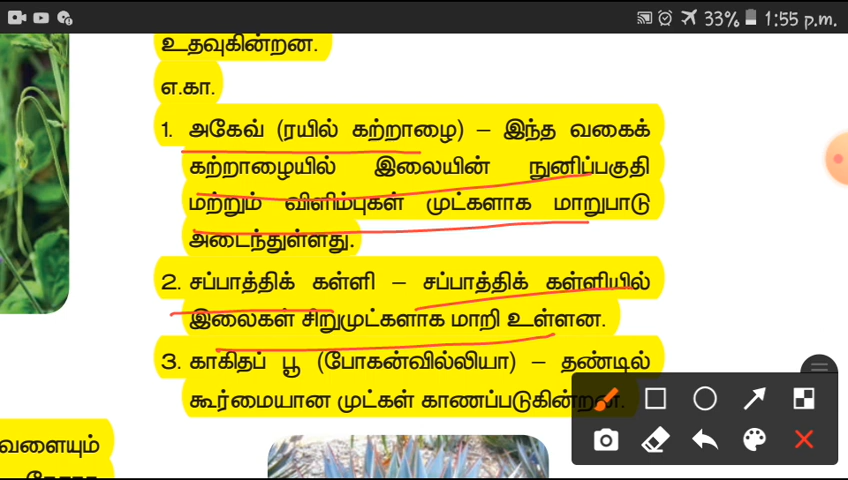 33% 1:55 p.m.
உதவுகின்றன.
எ.கா.
1. அகேவ் (ரயில் கற்றாழை) – இந்த வகைக்
கற்றாழையில் இலையின் நுனிப்பகுதி
மற்றும் விளிம்புகள் முட்களாக மாறுபாடு
அடைந்துள்ளது.
2. சப்பாத்திக் கள்ளி – சப்பாத்திக் கள்ளியில்
இலைகள் சிறுமுட்களாக மாறி உள்ளன.
3. காகிதப் பூ (போகன்வில்லியா) – தண்டில்
கூர்மையான முட்கள் காணப்படுகின்றன.
வளையும்